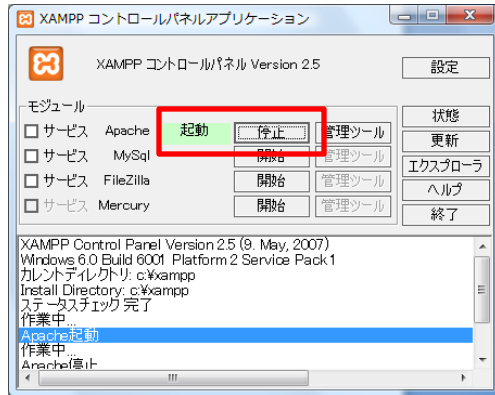 XAMPP コントロールパネルアプリケーション
XAMPP コントロールパネル Version 2.5
設定
モジュール
サービス Apache 起動 停止 管理ツール
状態
サービス MySql 開始 管理ツール
更新
サービス FileZilla 開始 管理ツール
エクスプローラ
サービス Mercury 開始 管理ツール
ヘルプ
終了
XAMPP Control Panel Version 2.5 (9. May, 2007)
Windows 6.0 Build 6001 Platform 2 Service Pack 1
カレントディレクトリ: c:¥xampp
Install Directory: c:¥xampp
ステータスチェック 完了
作業中...
Apache起動
作業中...
Apache停止